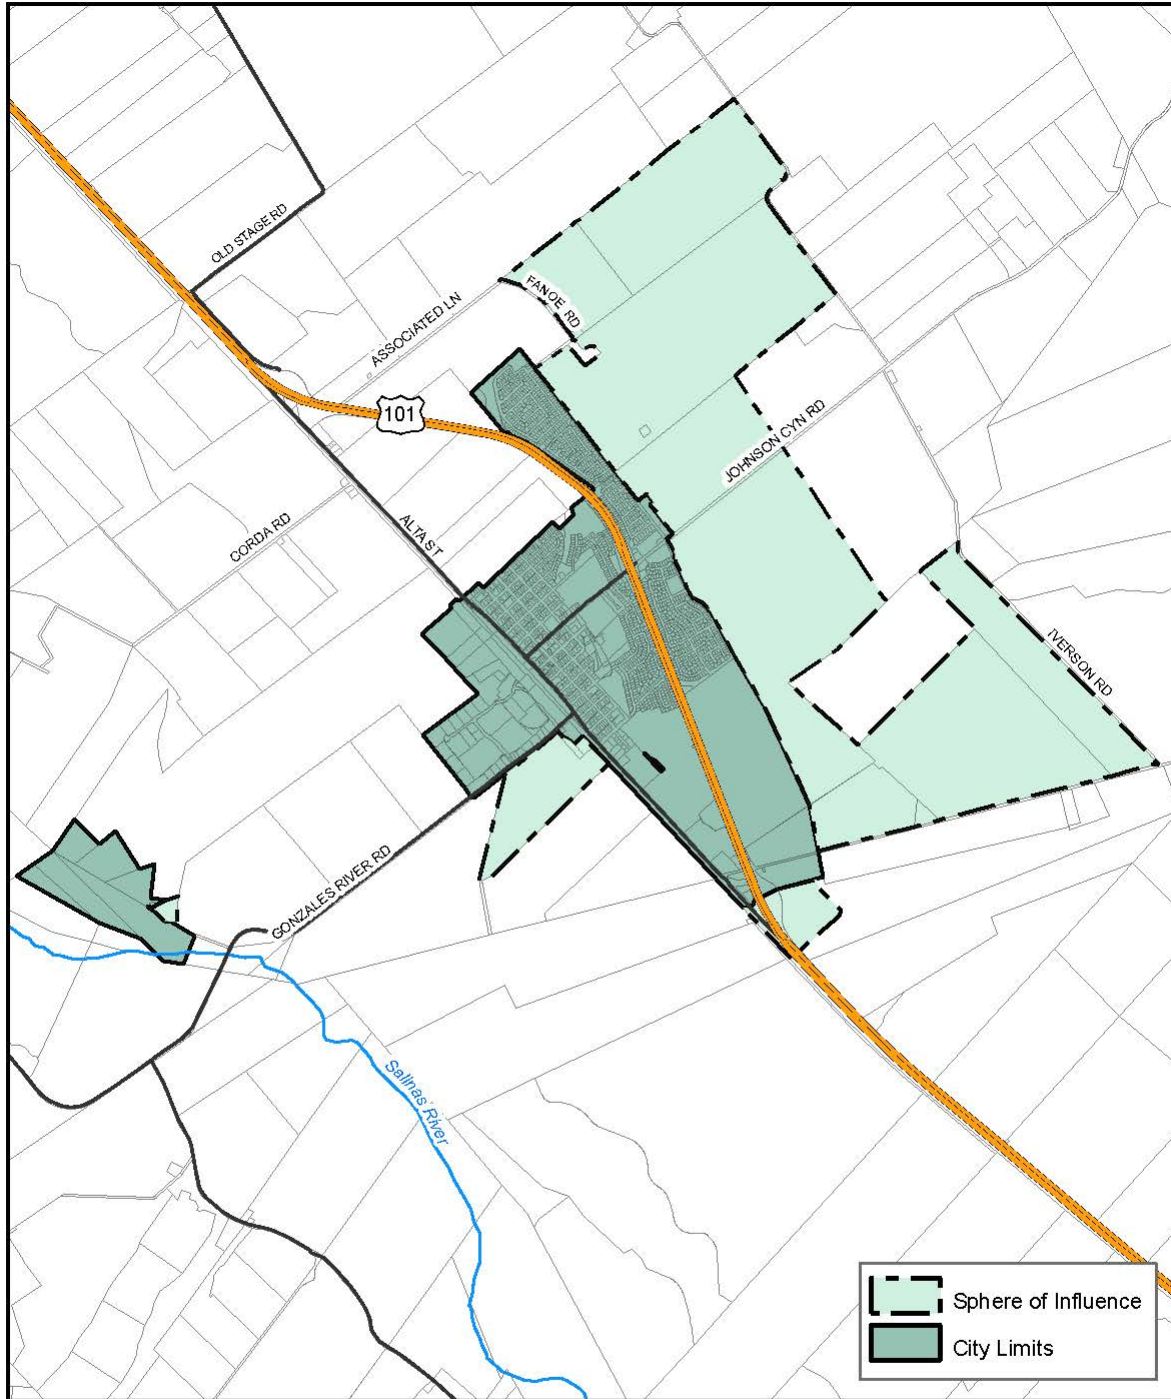 OLD STAGE RD
FANOE RD
ASSOCIATED LN
101
JOHNSON CYN RD
ALTA ST
CORDA RD
IVERSON RD
GONZALES RIVER RD
Salinas River
Sphere of Influence
City Limits